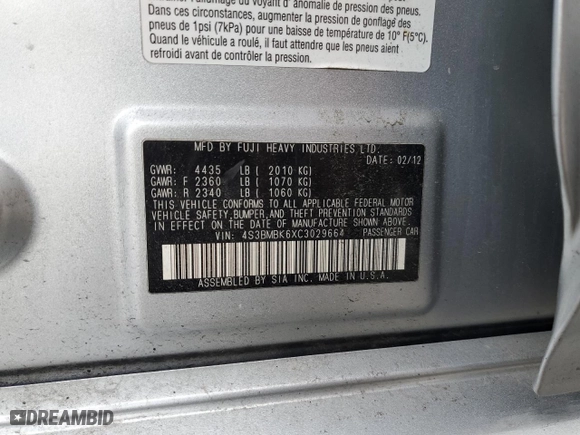 l'allumage du voyant d' anomalie de pression des pneus.
Dans ces circonstances, augmenter la pression de gonflage des
pneus de 1psi (7kPa) pour une baisse de température de 10° F(5°C).
Quand le véhicule a roulé, il faut attendre que les pneus aient
refroidi avant de contrôler la pression.
MFD BY FUJI HEAVY INDUSTRIES LTD.
DATE: 02/12
GVWR: 4435 LB ( 2010 KG)
GAWR: F 2360 LB ( 1070 KG)
GAWR: R 2340 LB ( 1060 KG)
THIS VEHICLE CONFORMS TO ALL APPLICABLE FEDERAL MOTOR
VEHICLE SAFETY, BUMPER, AND THEFT PREVENTION STANDARDS
IN EFFECT ON THE DATE OF MANUFACTURE SHOWN ABOVE.
VIN: 4S3BMBK6XC3029664 PASSENGER CAR
ASSEMBLED BY SIA INC. MADE IN U.S.A.
DREAMBID